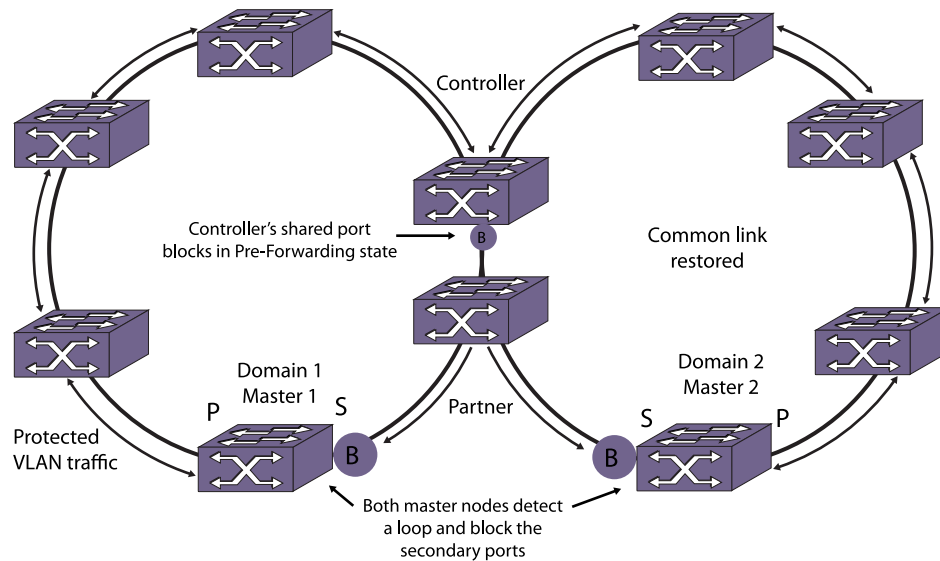 Controller
Controller's shared port
blocks in Pre-Forwarding state
B
Common link
restored
Domain 1
Master 1
Domain 2
Master 2
P
S
Partner
S
P
Protected
VLAN traffic
B
B
Both master nodes detect
a loop and block the
secondary ports